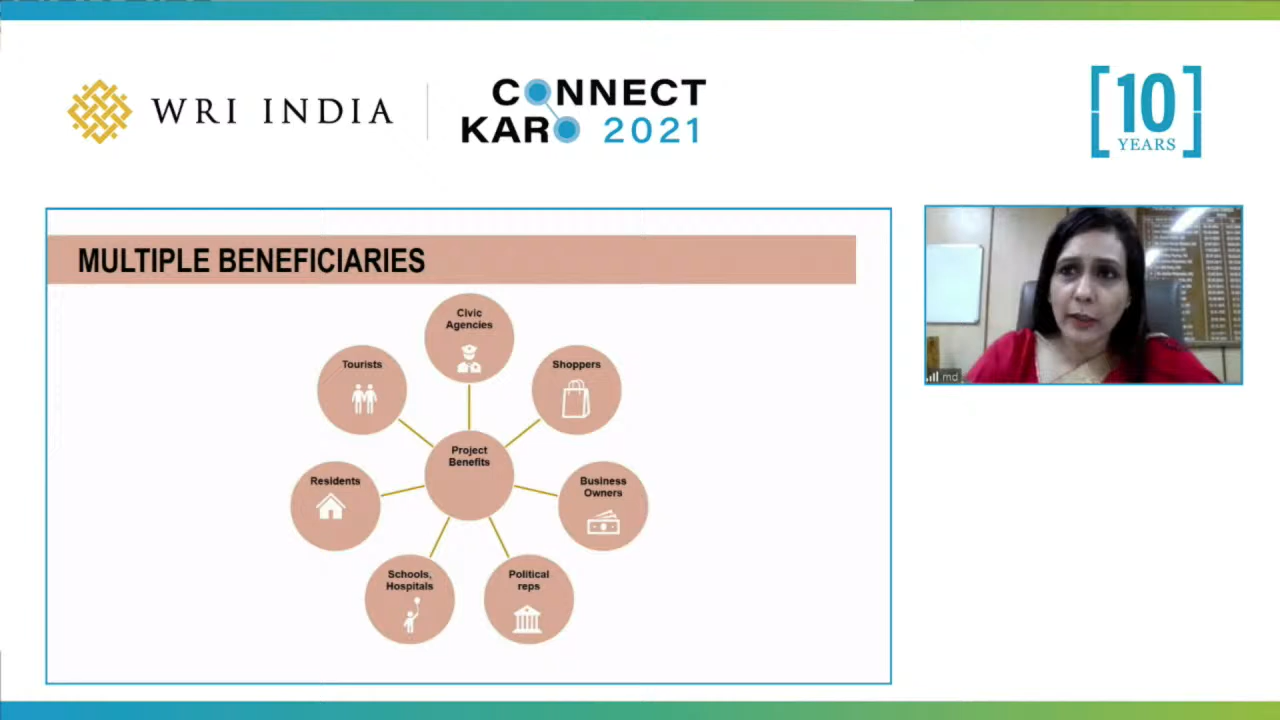 WRI INDIA
CONNECT
KARO 2021
10
YEARS
MULTIPLE BENEFICIARIES
Civic
Agencies
Tourists
Shoppers
Project
Benefits
Residents
Business
Owners
Schools,
Hospitals
Political
reps
md